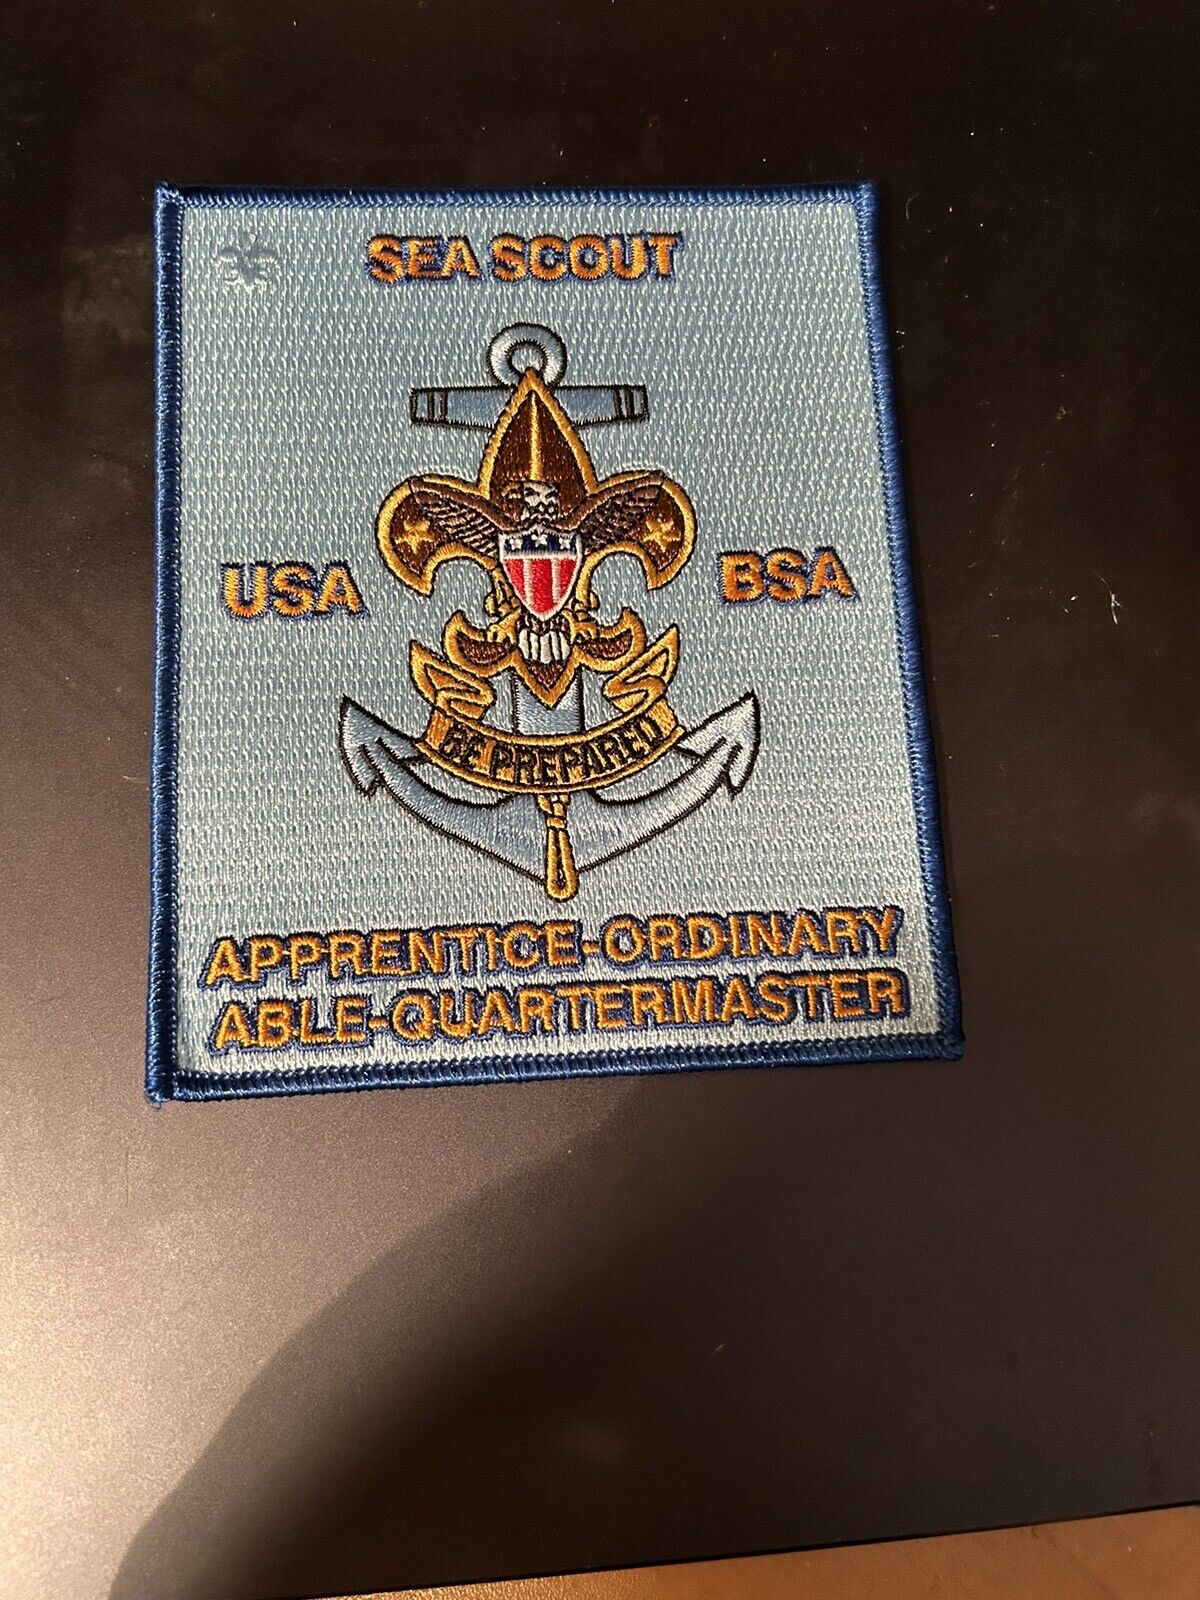 SEA SCOUT
USA BSA
BE PREPARED
APPRENTICE-ORDINARY
ABLE-QUARTERMASTER